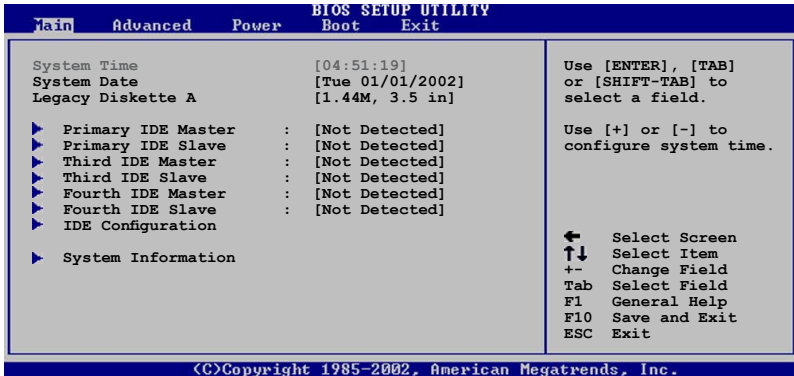 BIOS SETUP UTILITY
Main Advanced Power Boot Exit
System Time [04:51:19]
System Date [Tue 01/01/2002]
Legacy Diskette A [1.44M, 3.5 in]
Primary IDE Master : [Not Detected]
Primary IDE Slave : [Not Detected]
Third IDE Master : [Not Detected]
Third IDE Slave : [Not Detected]
Fourth IDE Master : [Not Detected]
Fourth IDE Slave : [Not Detected]
IDE Configuration
System Information
Use [ENTER], [TAB]
or [SHIFT-TAB] to
select a field.
Use [+] or [-] to
configure system time.
← Select Screen
↑↓ Select Item
+- Change Field
Tab Select Field
F1 General Help
F10 Save and Exit
ESC Exit
(C)Copyright 1985-2002, American Megatrends, Inc.